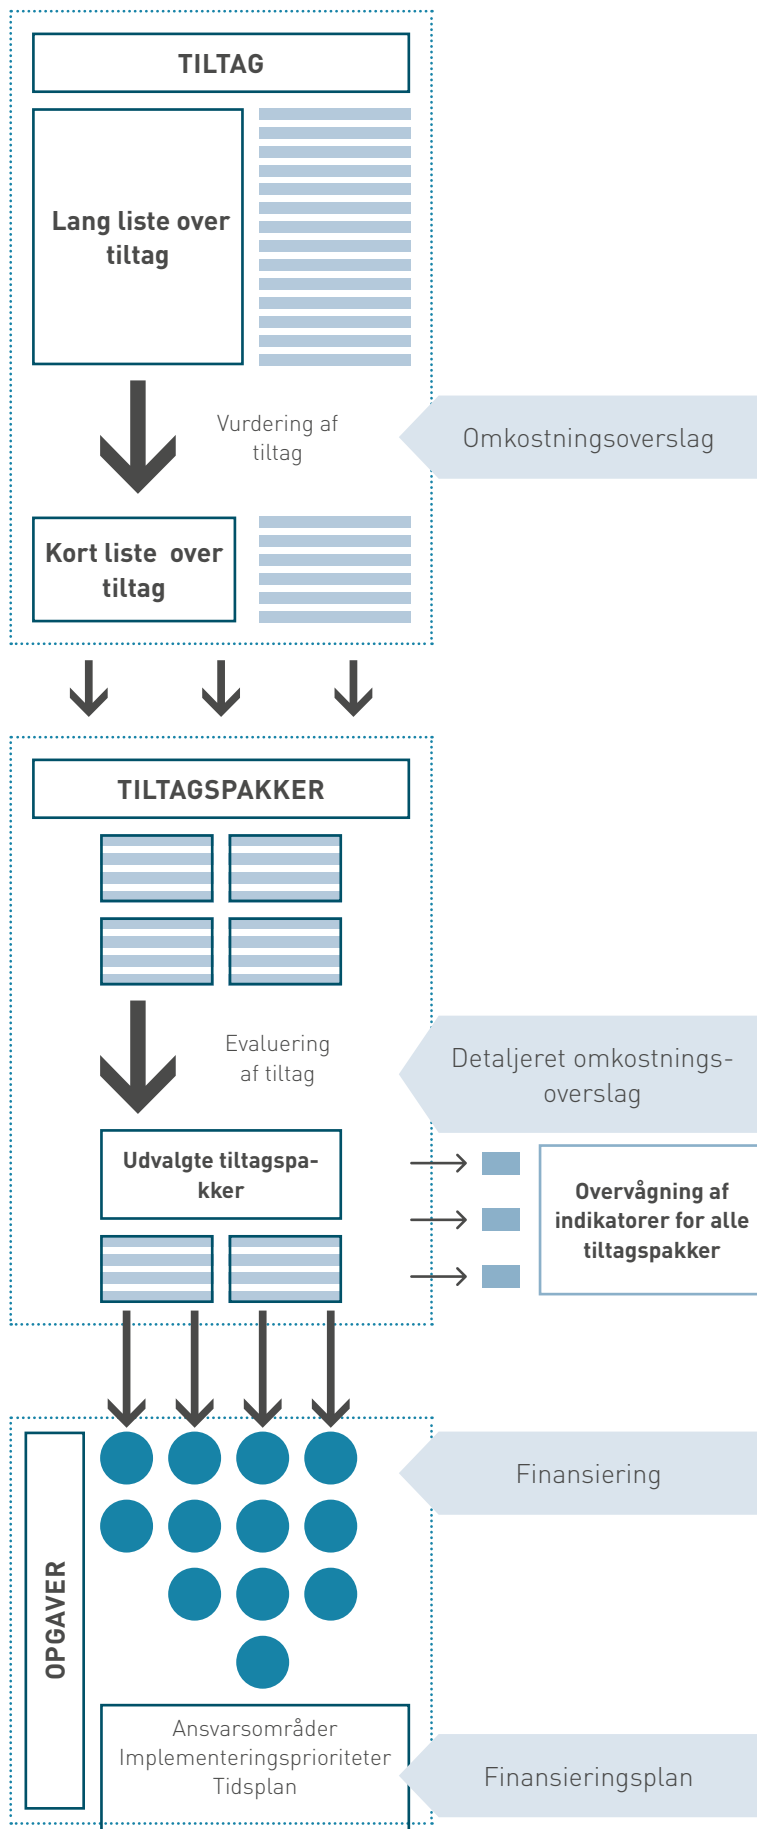 TILTAG
Lang liste over
tiltag
Vurdering af
tiltag
Omkostningsoverslag
Kort liste over
tiltag
TILTAGSPAKKER
Evaluering
af tiltag
Detaljeret omkostnings-
overslag
Udvalgte tiltagspa-
kker
Overvågning af
indikatorer for alle
tiltagspakker
Finansiering
OPGAVER
Ansvarsområder
Implementeringsprioriteter
Tidsplan
Finansieringsplan